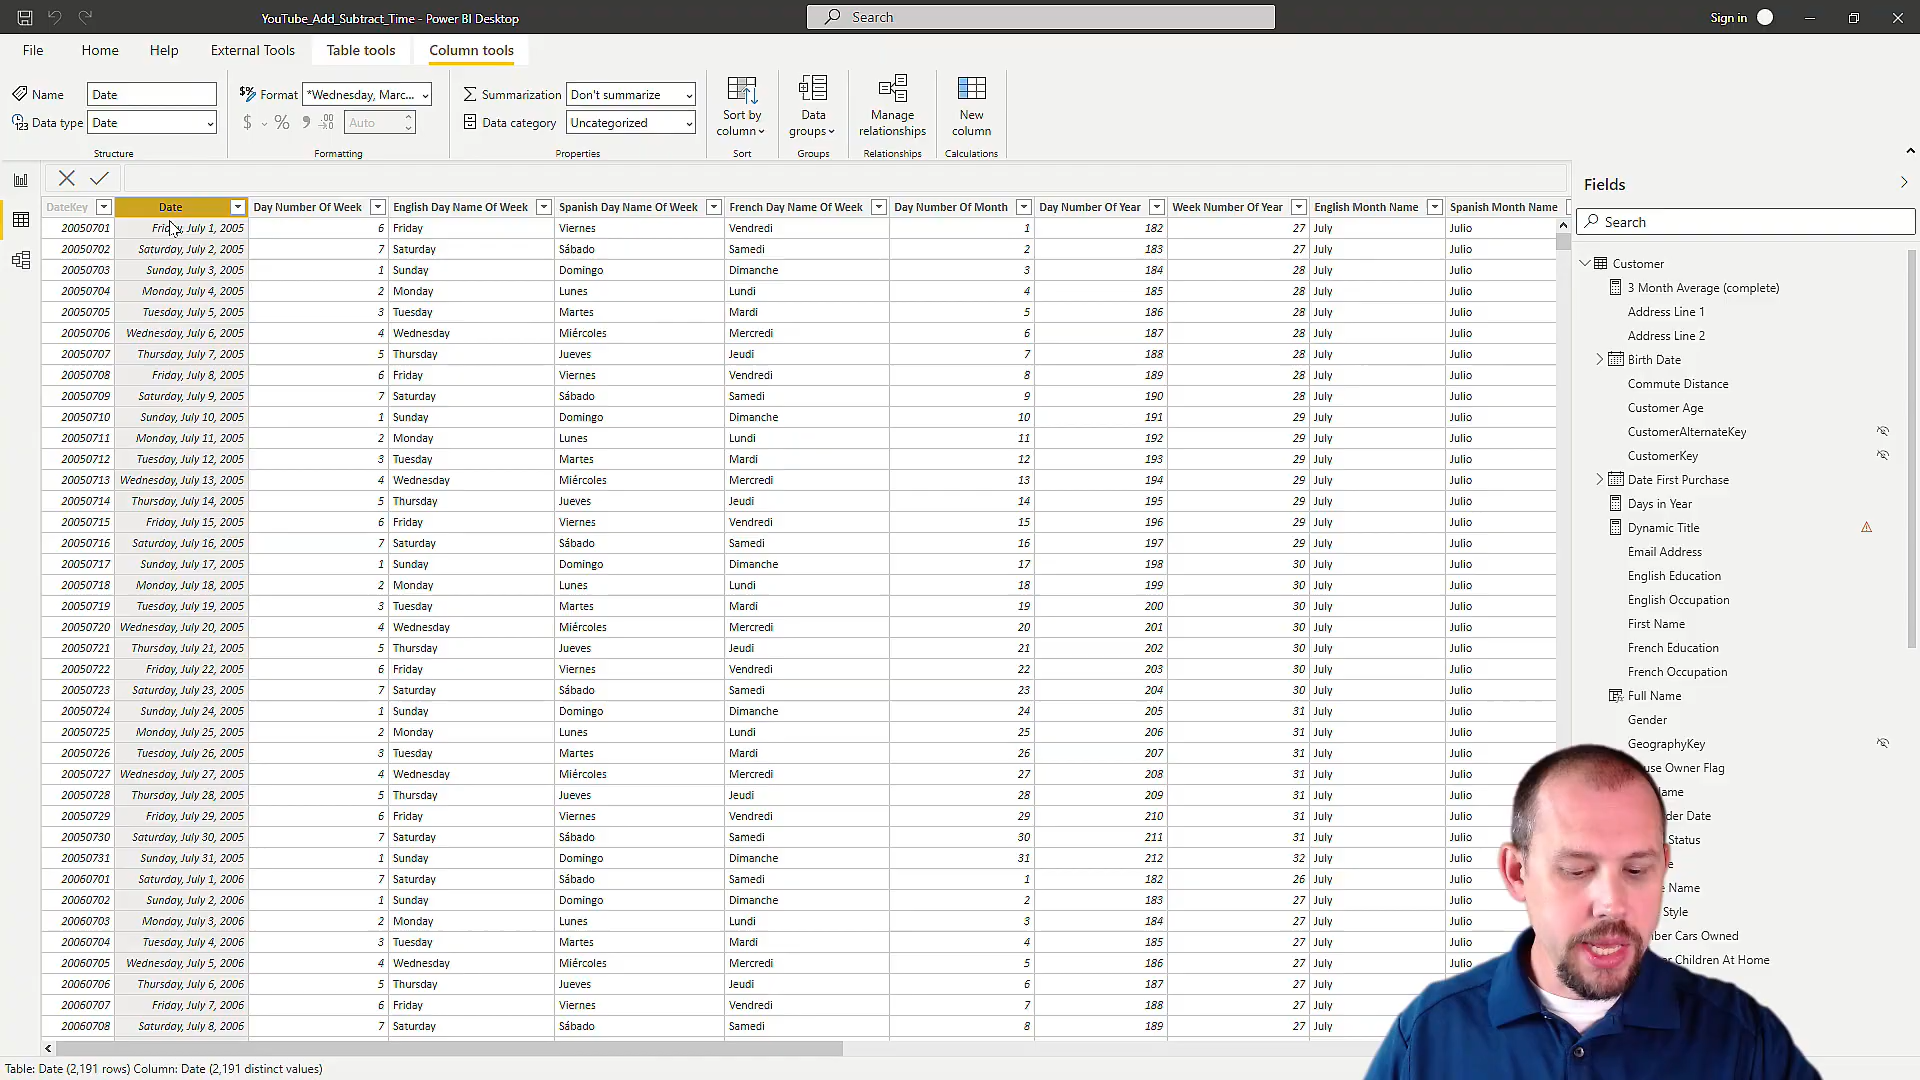 YouTube_Add_Subtract_Time - Power BI Desktop
Search
Sign in
File Home Help External Tools Table tools Column tools
Name Date
Data type Date
Structure
Format *Wednesday, Marc...
$ % 9 .00 Auto
Formatting
Summarization Don't summarize
Data category Uncategorized
Properties
Sort by column
Sort
Data groups
Groups
Manage relationships
Relationships
New column
Calculations
DateKey Date Day Number Of Week English Day Name Of Week Spanish Day Name Of Week French Day Name Of Week Day Number Of Month Day Number Of Year Week Number Of Year English Month Name Spanish Month Name
20050701 Friday, July 1, 2005 6 Friday Viernes Vendredi 1 182 27 July Julio
20050702 Saturday, July 2, 2005 7 Saturday Sábado Samedi 2 183 27 July Julio
20050703 Sunday, July 3, 2005 1 Sunday Domingo Dimanche 3 184 28 July Julio
20050704 Monday, July 4, 2005 2 Monday Lunes Lundi 4 185 28 July Julio
20050705 Tuesday, July 5, 2005 3 Tuesday Martes Mardi 5 186 28 July Julio
20050706 Wednesday, July 6, 2005 4 Wednesday Miércoles Mercredi 6 187 28 July Julio
20050707 Thursday, July 7, 2005 5 Thursday Jueves Jeudi 7 188 28 July Julio
20050708 Friday, July 8, 2005 6 Friday Viernes Vendredi 8 189 28 July Julio
20050709 Saturday, July 9, 2005 7 Saturday Sábado Samedi 9 190 28 July Julio
20050710 Sunday, July 10, 2005 1 Sunday Domingo Dimanche 10 191 29 July Julio
20050711 Monday, July 11, 2005 2 Monday Lunes Lundi 11 192 29 July Julio
20050712 Tuesday, July 12, 2005 3 Tuesday Martes Mardi 12 193 29 July Julio
20050713 Wednesday, July 13, 2005 4 Wednesday Miércoles Mercredi 13 194 29 July Julio
20050714 Thursday, July 14, 2005 5 Thursday Jueves Jeudi 14 195 29 July Julio
20050715 Friday, July 15, 2005 6 Friday Viernes Vendredi 15 196 29 July Julio
20050716 Saturday, July 16, 2005 7 Saturday Sábado Samedi 16 197 29 July Julio
20050717 Sunday, July 17, 2005 1 Sunday Domingo Dimanche 17 198 30 July Julio
20050718 Monday, July 18, 2005 2 Monday Lunes Lundi 18 199 30 July Julio
20050719 Tuesday, July 19, 2005 3 Tuesday Martes Mardi 19 200 30 July Julio
20050720 Wednesday, July 20, 2005 4 Wednesday Miércoles Mercredi 20 201 30 July Julio
20050721 Thursday, July 21, 2005 5 Thursday Jueves Jeudi 21 202 30 July Julio
20050722 Friday, July 22, 2005 6 Friday Viernes Vendredi 22 203 30 July Julio
20050723 Saturday, July 23, 2005 7 Saturday Sábado Samedi 23 204 30 July Julio
20050724 Sunday, July 24, 2005 1 Sunday Domingo Dimanche 24 205 31 July Julio
20050725 Monday, July 25, 2005 2 Monday Lunes Lundi 25 206 31 July Julio
20050726 Tuesday, July 26, 2005 3 Tuesday Martes Mardi 26 207 31 July Julio
20050727 Wednesday, July 27, 2005 4 Wednesday Miércoles Mercredi 27 208 31 July Julio
20050728 Thursday, July 28, 2005 5 Thursday Jueves Jeudi 28 209 31 July Julio
20050729 Friday, July 29, 2005 6 Friday Viernes Vendredi 29 210 31 July Julio
20050730 Saturday, July 30, 2005 7 Saturday Sábado Samedi 30 211 31 July Julio
20050731 Sunday, July 31, 2005 1 Sunday Domingo Dimanche 31 212 32 July Julio
20060701 Saturday, July 1, 2006 7 Saturday Sábado Samedi 1 182 26 July Julio
20060702 Sunday, July 2, 2006 1 Sunday Domingo Dimanche 2 183 27 July Julio
20060703 Monday, July 3, 2006 2 Monday Lunes Lundi 3 184 27 July Julio
20060704 Tuesday, July 4, 2006 3 Tuesday Martes Mardi 4 185 27 July Julio
20060705 Wednesday, July 5, 2006 4 Wednesday Miércoles Mercredi 5 186 27 July Julio
20060706 Thursday, July 6, 2006 5 Thursday Jueves Jeudi 6 187 27 July
20060707 Friday, July 7, 2006 6 Friday Viernes Vendredi 7 188 27 July
20060708 Saturday, July 8, 2006 7 Saturday Sábado Samedi 8 189 27 July
Table: Date (2,191 rows) Column: Date (2,191 distinct values)
Fields
Search
Customer
3 Month Average (complete)
Address Line 1
Address Line 2
Birth Date
Commute Distance
Customer Age
CustomerAlternateKey
CustomerKey
Date First Purchase
Days in Year
Dynamic Title
Email Address
English Education
English Occupation
First Name
French Education
French Occupation
Full Name
Gender
GeographyKey
Owner Flag
Date
Status
Name
Style
Cars Owned
Children At Home